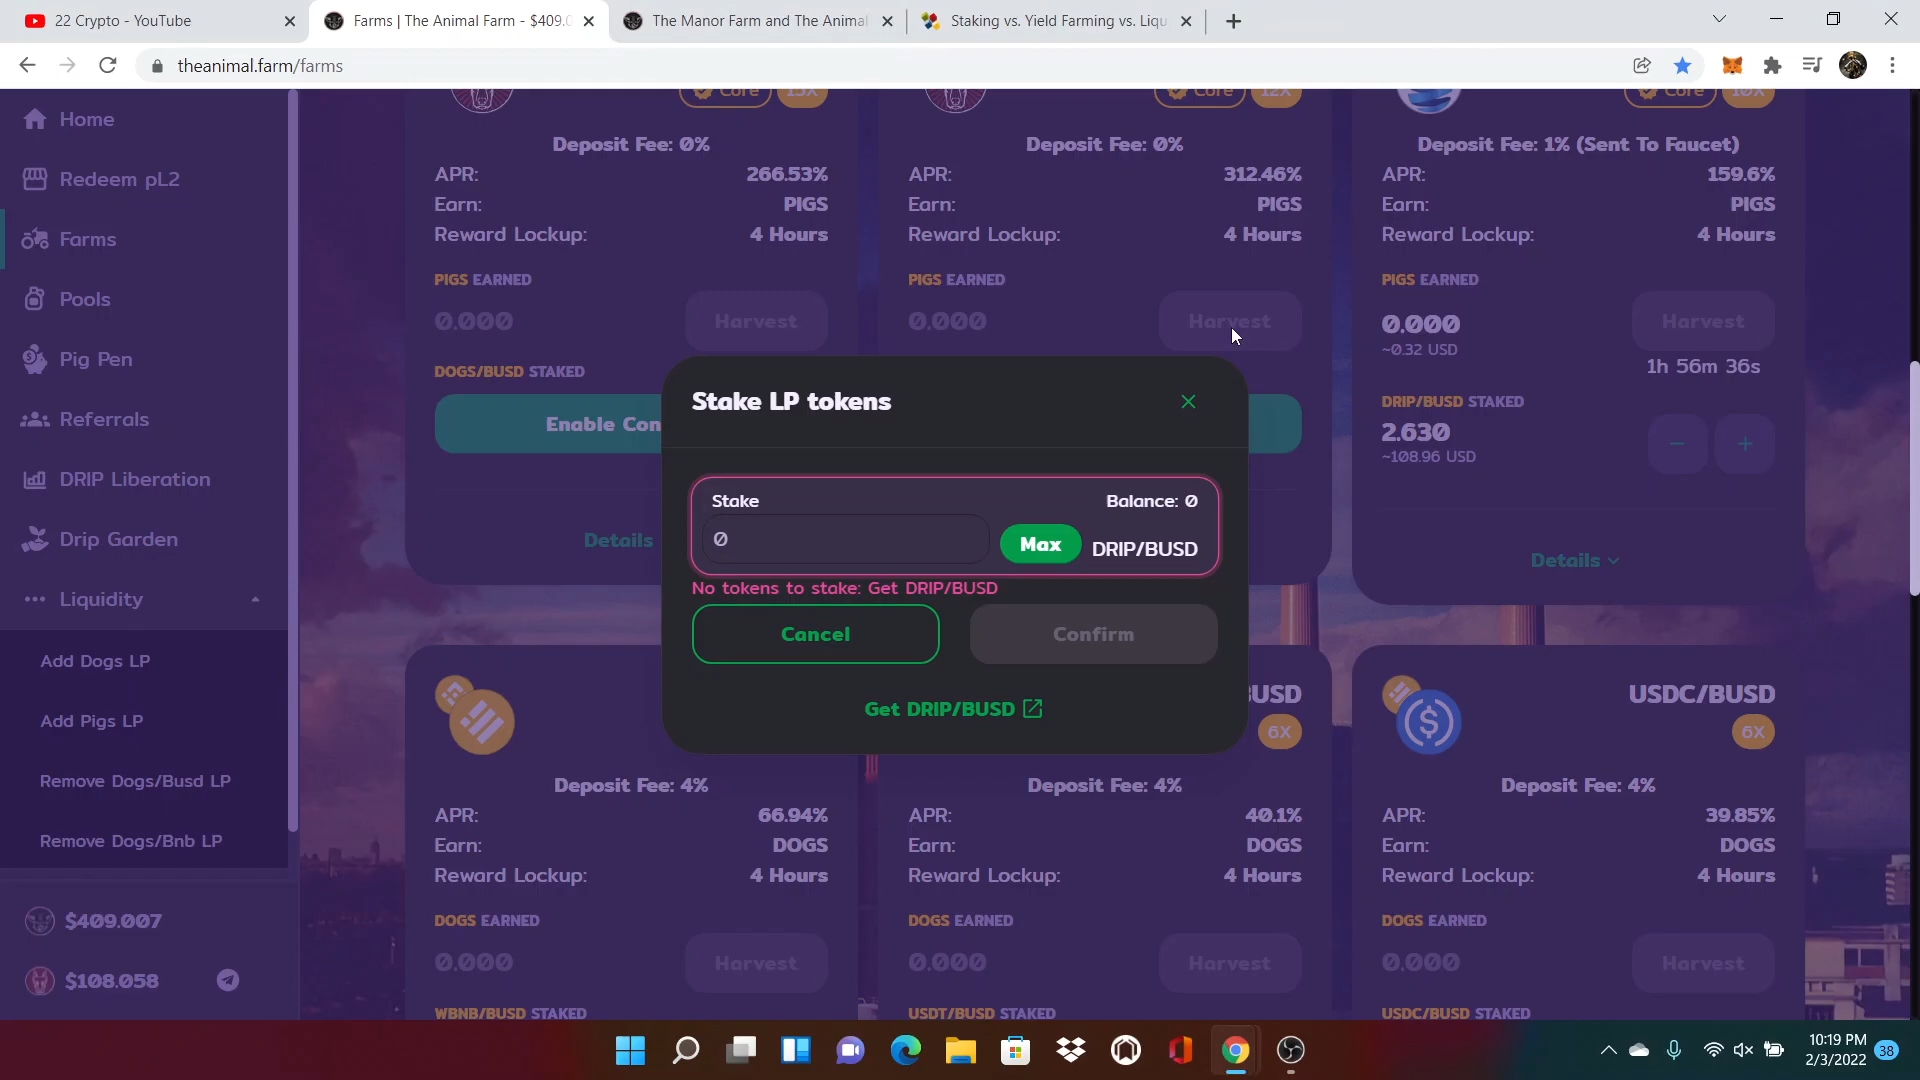 22 Crypto - YouTube
Farms | The Animal Farm - $409.0
The Manor Farm and The Animal
Staking vs. Yield Farming vs. Liqu
theanimal.farm/farms
Home
Redeem pL2
Farms
Pools
Pig Pen
Referrals
DRIP Liberation
Drip Garden
Liquidity
Add Dogs LP
Add Pigs LP
Remove Dogs/Busd LP
Remove Dogs/Bnb LP
$409.007
$108.058
Core 15X
Deposit Fee: 0%
APR: 266.53%
Earn: PIGS
Reward Lockup: 4 Hours
PIGS EARNED
0.000 Harvest
DOGS/BUSD STAKED
Enable Con
Details
Core 12X
Deposit Fee: 0%
APR: 312.46%
Earn: PIGS
Reward Lockup: 4 Hours
PIGS EARNED
0.000 Harvest
Core 10X
Deposit Fee: 1% (Sent To Faucet)
APR: 159.6%
Earn: PIGS
Reward Lockup: 4 Hours
PIGS EARNED
0.000 Harvest
~0.32 USD
1h 56m 36s
DRIP/BUSD STAKED
2.630
~108.96 USD
Details
Stake LP tokens
Stake Balance: 0
0 Max DRIP/BUSD
No tokens to stake: Get DRIP/BUSD
Cancel Confirm
Get DRIP/BUSD
Deposit Fee: 4%
APR: 66.94%
Earn: DOGS
Reward Lockup: 4 Hours
DOGS EARNED
0.000 Harvest
WBNB/BUSD STAKED
BUSD
6X
Deposit Fee: 4%
APR: 40.1%
Earn: DOGS
Reward Lockup: 4 Hours
DOGS EARNED
0.000 Harvest
USDT/BUSD STAKED
USDC/BUSD
6X
Deposit Fee: 4%
APR: 39.85%
Earn: DOGS
Reward Lockup: 4 Hours
DOGS EARNED
0.000 Harvest
USDC/BUSD STAKED
10:19 PM
2/3/2022
38